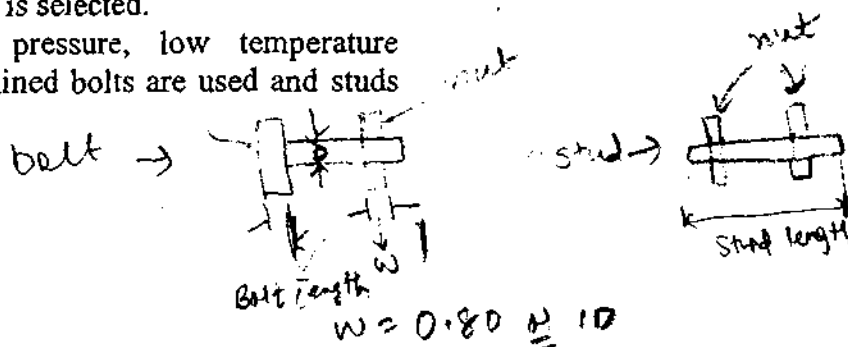 is selected.
pressure, low temperature
ined bolts are used and studs
nut
nut
bolt →
stud →
Bolt length
W
Stud length
W = 0.80 1D